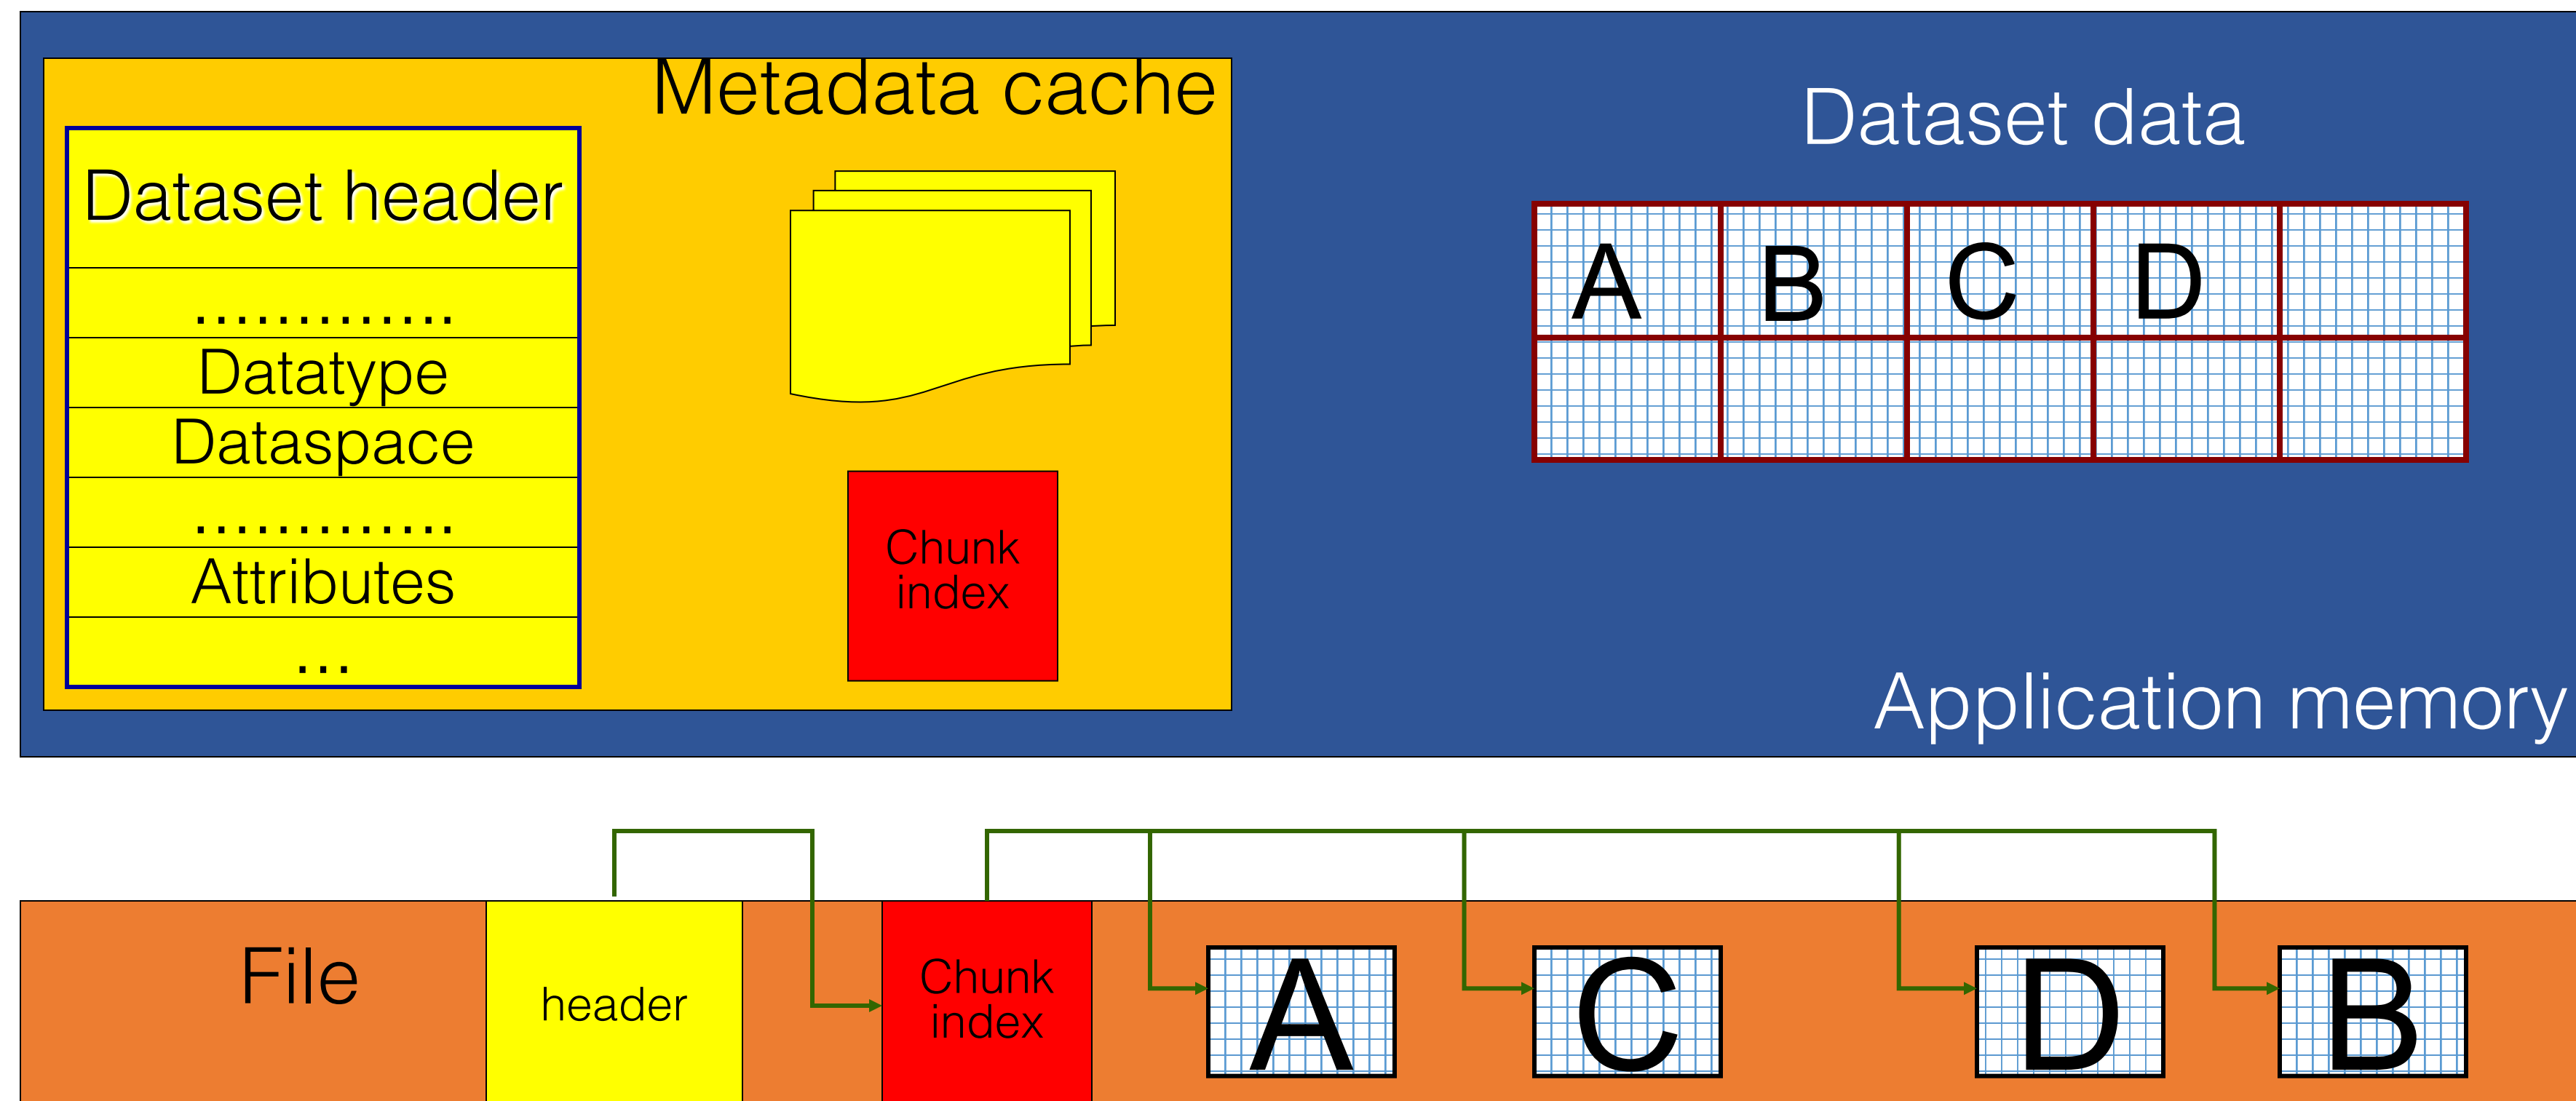 Metadata cache
Dataset header
.............
Datatype
Dataspace
.............
Attributes
...
Chunk
index
Dataset data
A B C D
Application memory
File
header
Chunk
index
A C D B